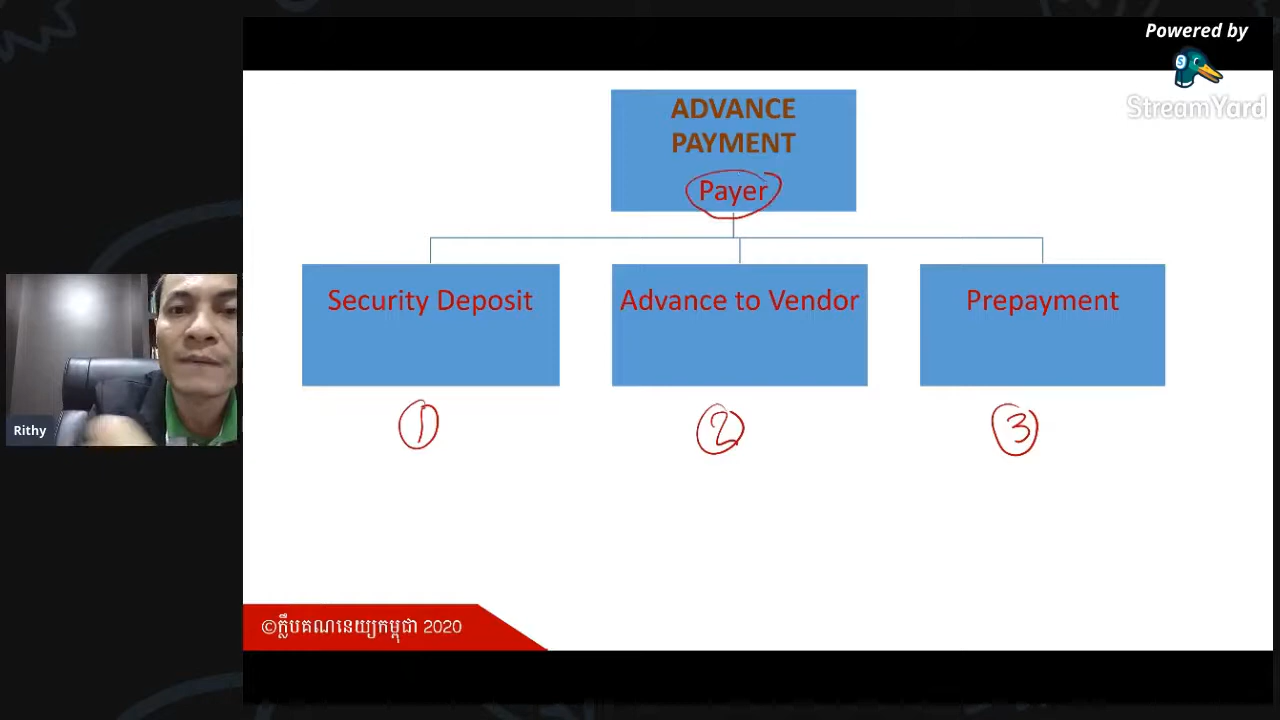 Powered by
StreamYard
ADVANCE
PAYMENT
Payer
Security Deposit
Advance to Vendor
Prepayment
1
2
3
Rithy
©ក្លឹបគណនេយ្យកម្ពុជា 2020